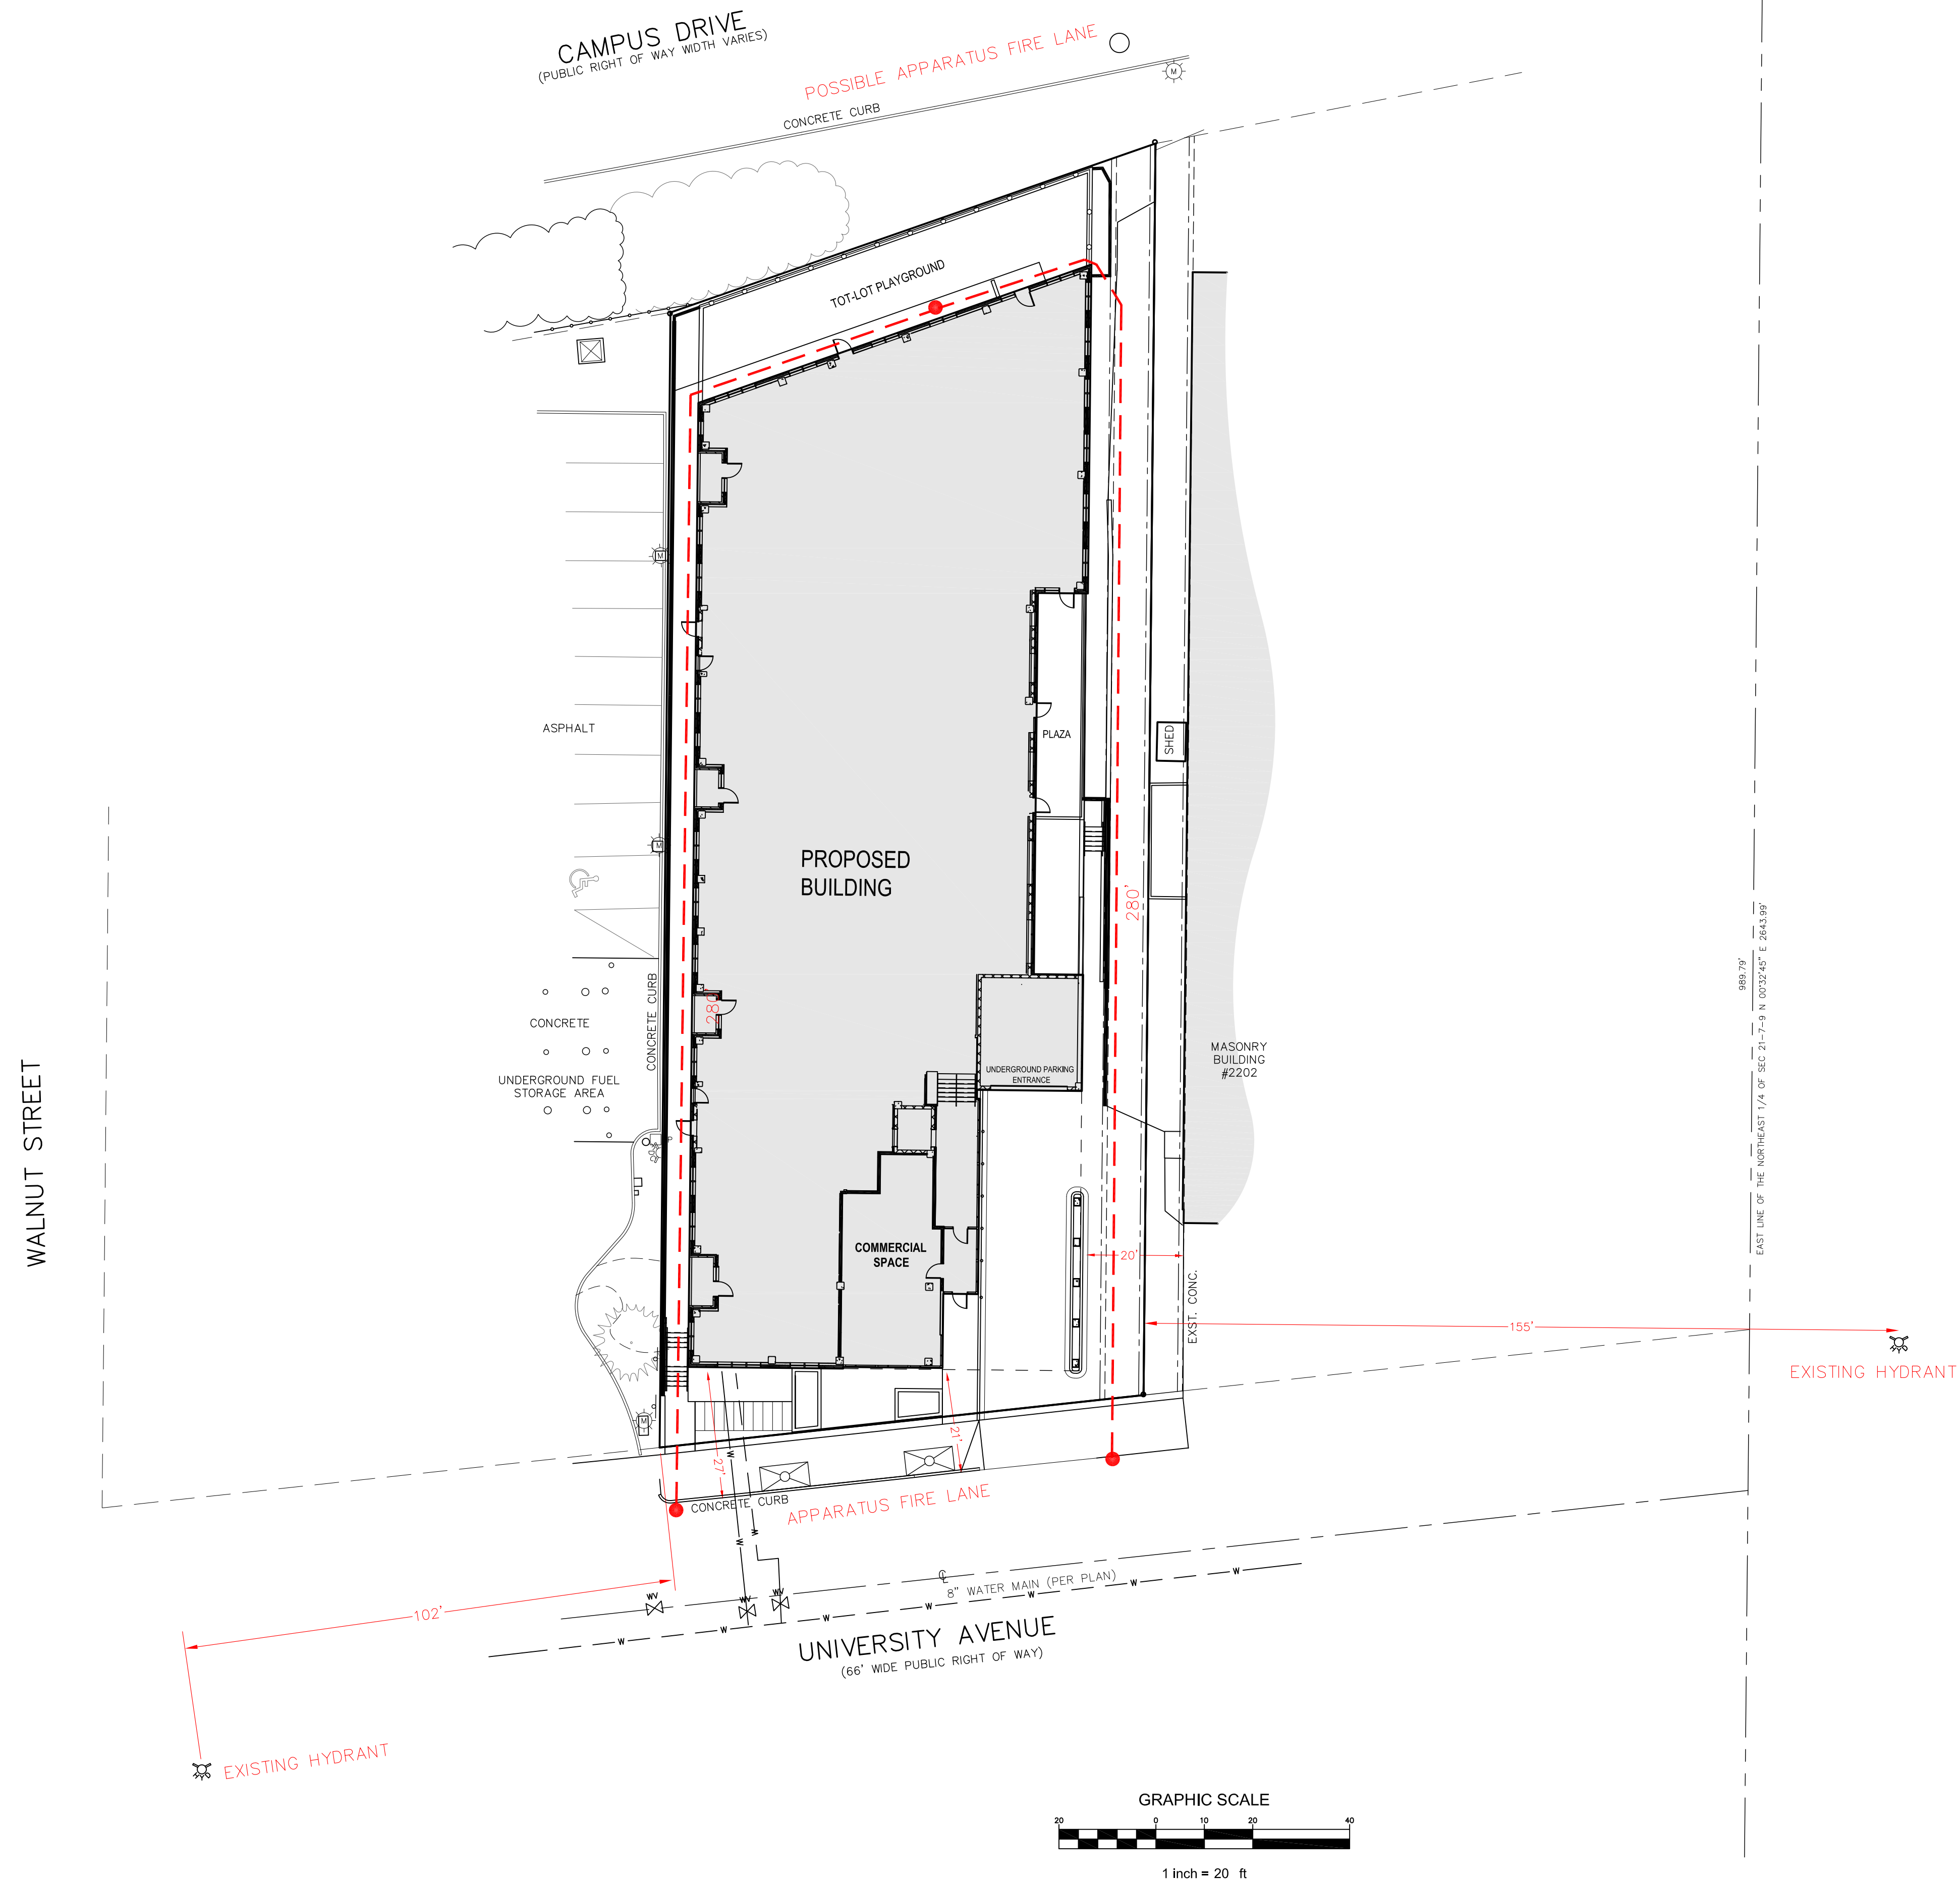 CAMPUS DRIVE
(PUBLIC RIGHT OF WAY WIDTH VARIES)
POSSIBLE APPARATUS FIRE LANE
M
CONCRETE CURB
TOT-LOT PLAYGROUND
M
ASPHALT
PLAZA
SHED
M
PROPOSED
BUILDING
280'
280'
CONCRETE CURB
CONCRETE
UNDERGROUND FUEL
STORAGE AREA
UNDERGROUND PARKING
ENTRANCE
MASONRY
BUILDING
#2202
989.79'
EAST LINE OF THE NORTHEAST 1/4 OF SEC 21-7-9 N 00°32'45" E 2643.99'
WALNUT STREET
COMMERCIAL
SPACE
20'
EXST. CONC.
155'
EXISTING HYDRANT
M
27'
21'
W
CONCRETE CURB
APPARATUS FIRE LANE
W
W
102'
WV
WV
WV
8" WATER MAIN (PER PLAN)
W
W
W
W
W
W
W
UNIVERSITY AVENUE
(66' WIDE PUBLIC RIGHT OF WAY)
EXISTING HYDRANT
GRAPHIC SCALE
20 0 10 20 40
1 inch = 20 ft